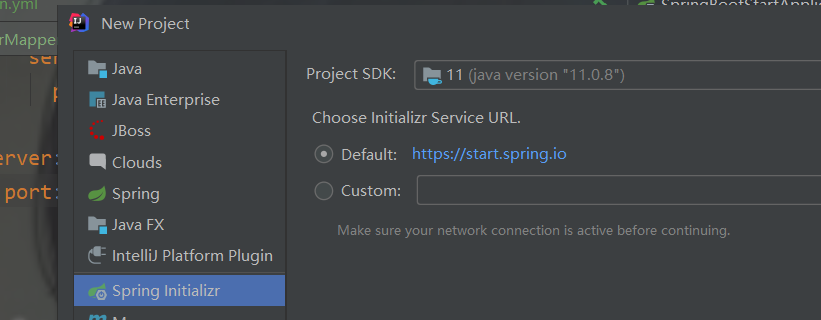 n.yml
New Project
SpringBootStartAppli
rMappe
ser
p
erver:
port:
Java
Java Enterprise
JBoss
Clouds
Spring
Java FX
IntelliJ Platform Plugin
Spring Initializr
Project SDK:
11 (java version "11.0.8")
Choose Initializr Service URL.
Default:
https://start.spring.io
Custom:
Make sure your network connection is active before continuing.